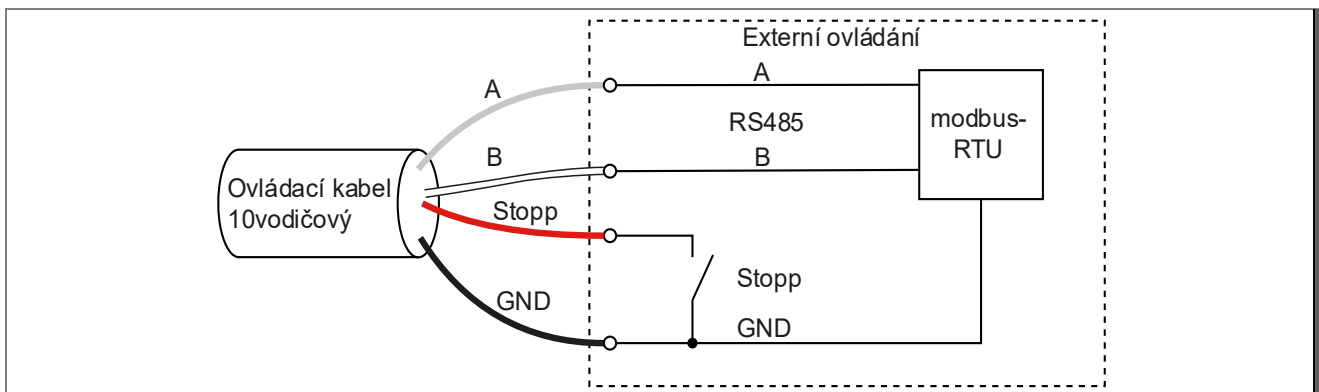 Externí ovládání
A
A
RS485
modbus-
RTU
B
B
Ovládací kabel
10vodičový
Stopp
Stopp
GND
GND